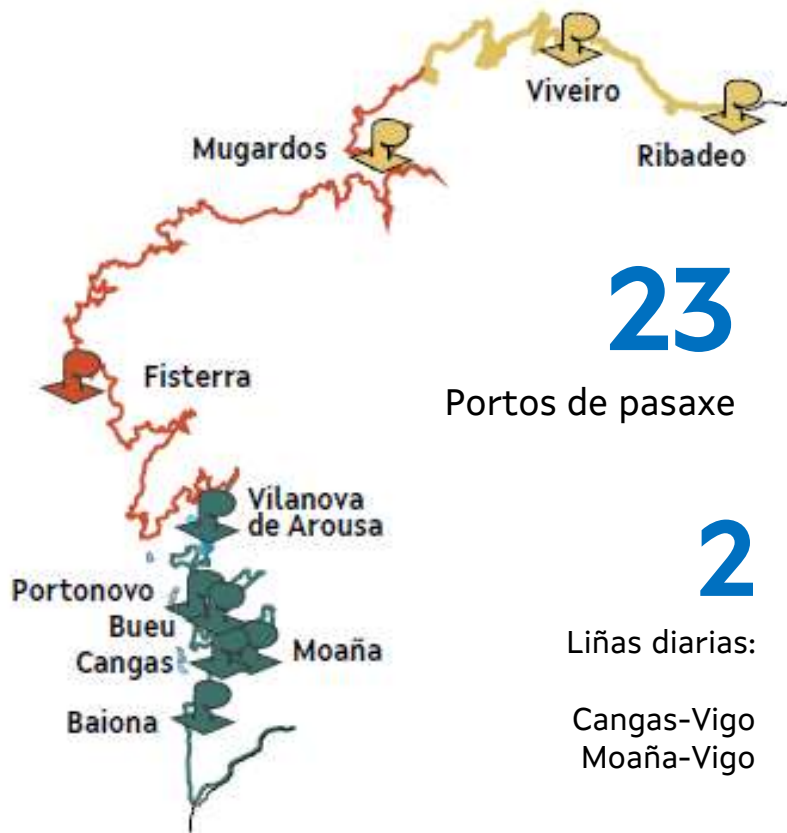 Viveiro
Mugardos
Ribadeo
23
Portos de pasaxe
Fisterra
Vilanova
de Arousa
2
Liñas diarias:
Portonovo
Bueu
Cangas
Moaña
Baiona
Cangas-Vigo
Moaña-Vigo